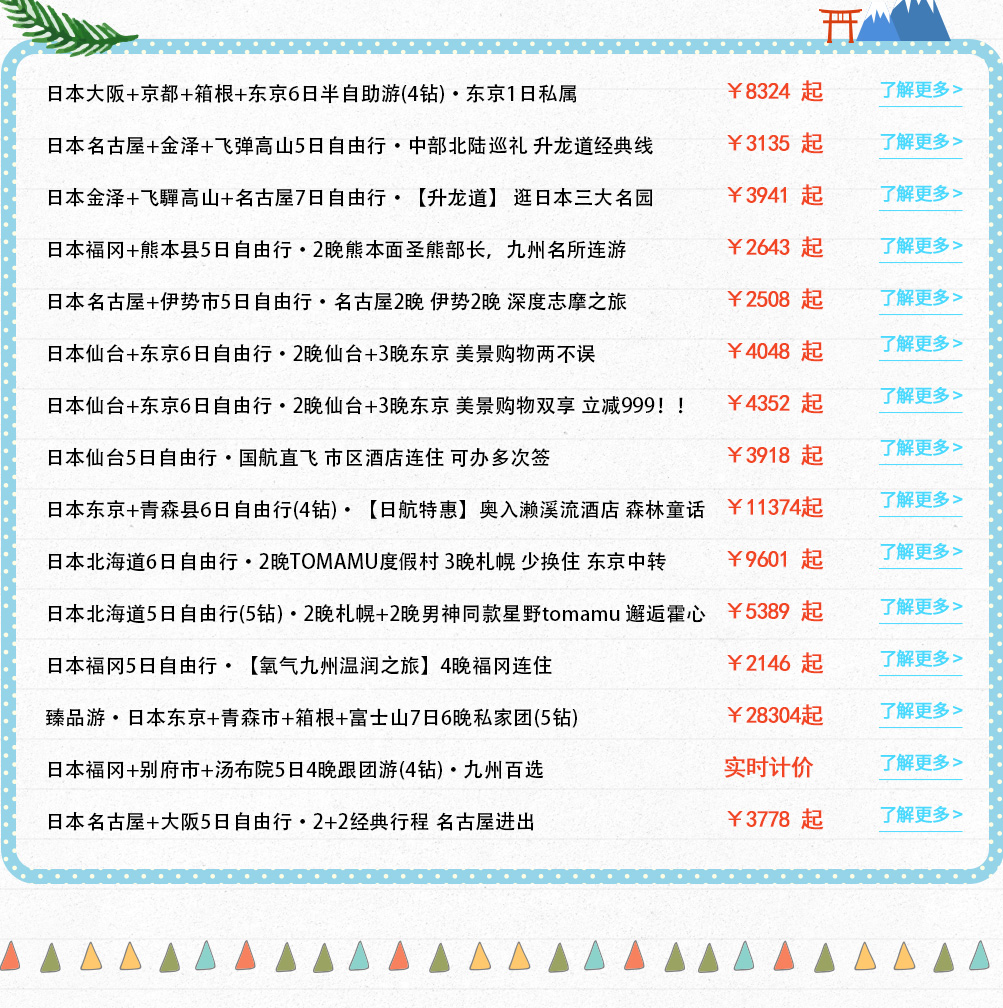 日本大阪+京都+箱根+东京6日半自助游(4钻)·东京1日私属 ￥8324 起 了解更多>
日本名古屋+金泽+飞弹高山5日自由行·中部北陆巡礼 升龙道经典线 ￥3135 起 了解更多>
日本金泽+飞驒高山+名古屋7日自由行·【升龙道】 逛日本三大名园 ￥3941 起 了解更多>
日本福冈+熊本县5日自由行·2晚熊本面圣熊部长，九州名所连游 ￥2643 起 了解更多>
日本名古屋+伊势市5日自由行·名古屋2晚 伊势2晚 深度志摩之旅 ￥2508 起 了解更多>
日本仙台+东京6日自由行·2晚仙台+3晚东京 美景购物两不误 ￥4048 起 了解更多>
日本仙台+东京6日自由行·2晚仙台+3晚东京 美景购物双享 立减999！！ ￥4352 起 了解更多>
日本仙台5日自由行·国航直飞 市区酒店连住 可办多次签 ￥3918 起 了解更多>
日本东京+青森县6日自由行(4钻)·【日航特惠】奥入濑溪流酒店 森林童话 ￥11374起 了解更多>
日本北海道6日自由行·2晚TOMAMU度假村 3晚札幌 少换住 东京中转 ￥9601 起 了解更多>
日本北海道5日自由行(5钻)·2晚札幌+2晚男神同款星野tomamu 邂逅霍心 ￥5389 起 了解更多>
日本福冈5日自由行·【氧气九州温润之旅】4晚福冈连住 ￥2146 起 了解更多>
臻品游·日本东京+青森市+箱根+富士山7日6晚私家团(5钻) ￥28304起 了解更多>
日本福冈+别府市+汤布院5日4晚跟团游(4钻)·九州百选 实时计价 了解更多>
日本名古屋+大阪5日自由行·2+2经典行程 名古屋进出 ￥3778 起 了解更多>